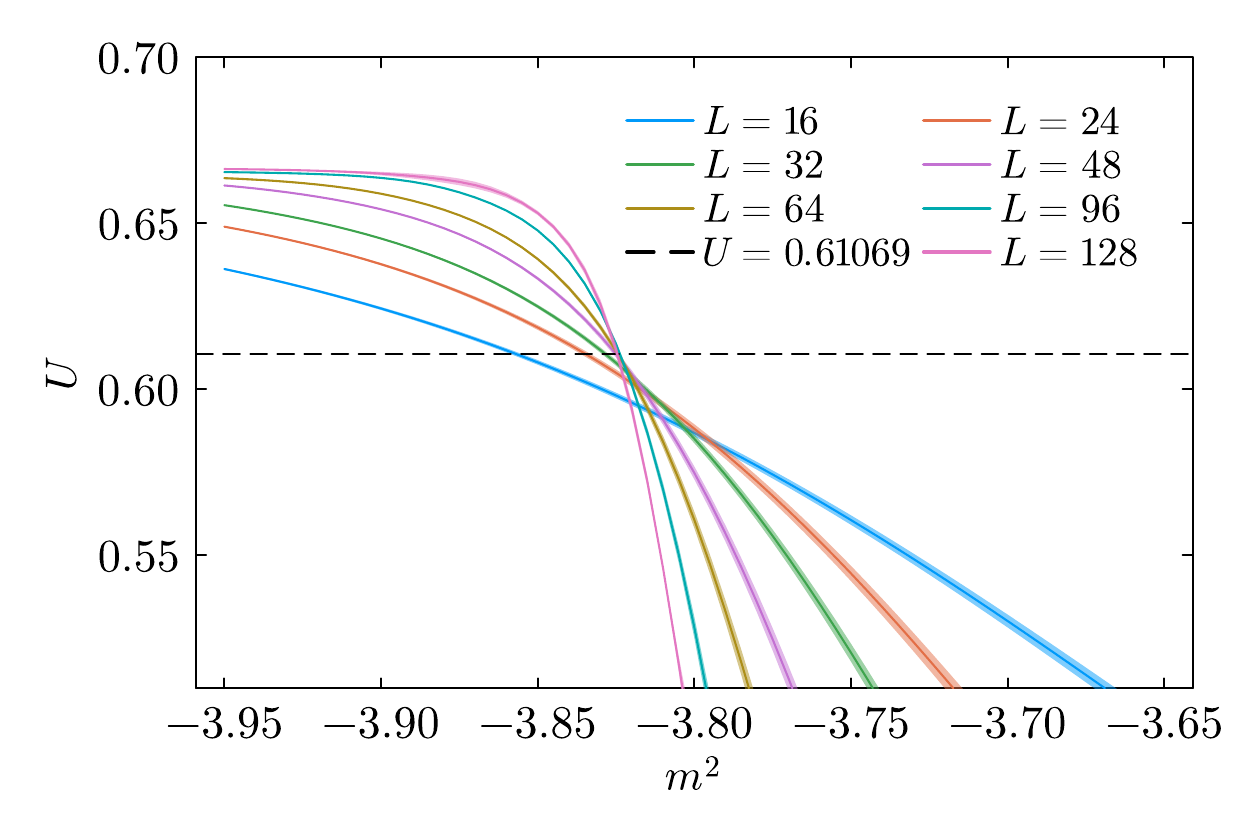 0.70
L = 16 L = 24
L = 32 L = 48
0.65
L = 64 L = 96
U = 0.61069 L = 128
U
0.60
0.55
−3.95 −3.90 −3.85 −3.80 −3.75 −3.70 −3.65
m²